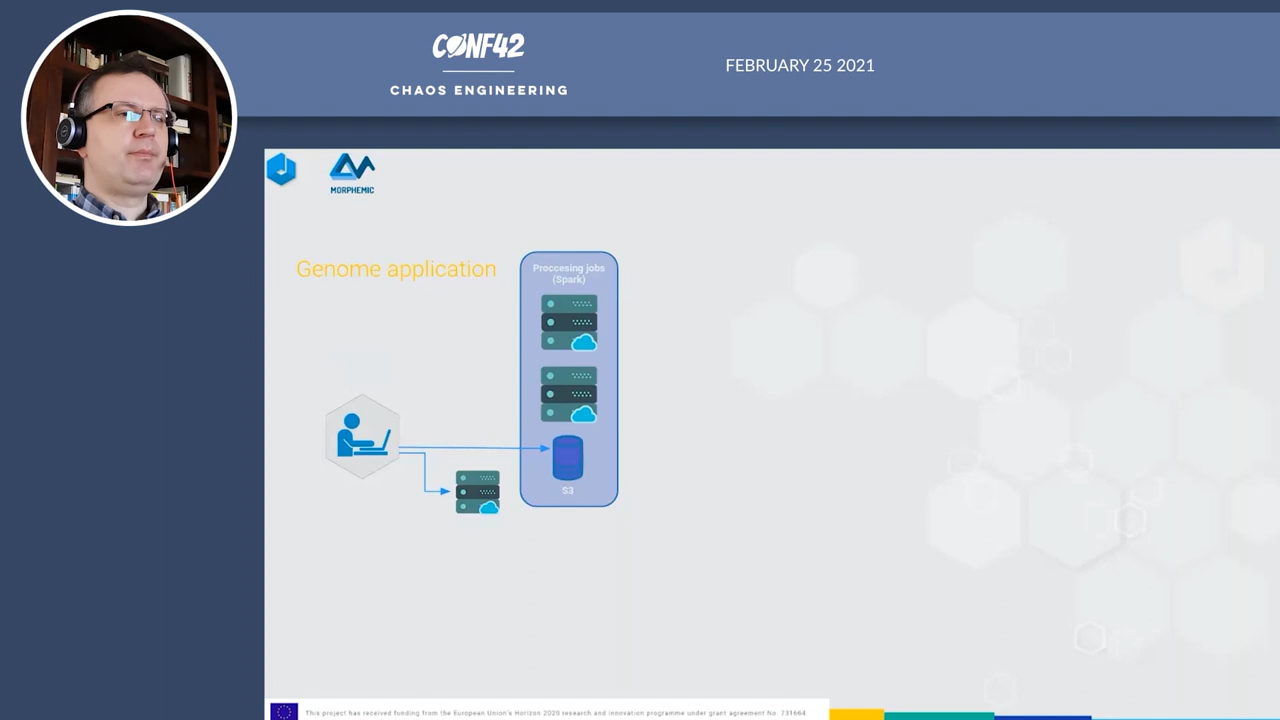 CONF42
CHAOS ENGINEERING
FEBRUARY 25 2021
MORPHEMIC
Genome application
Proccesing jobs
(Spark)
S3
This project has received funding from the European Union's Horizon 2020 research and innovation programme under grant agreement No. 731664